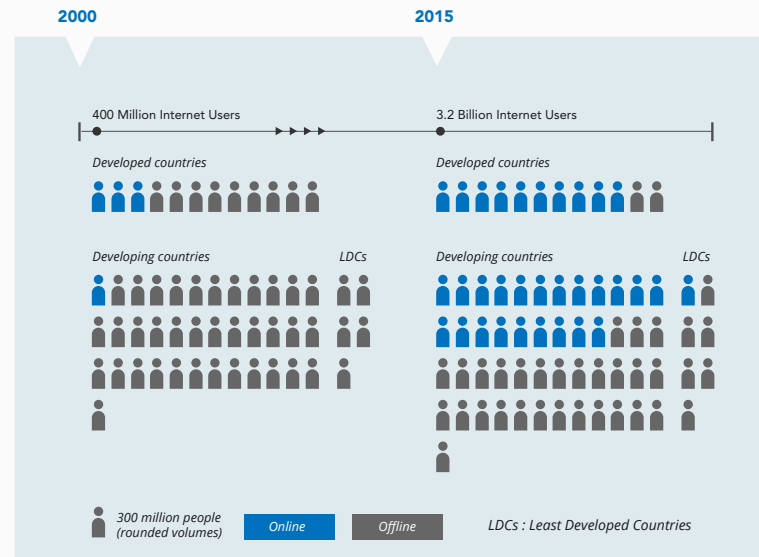 2000
2015
400 Million Internet Users
3.2 Billion Internet Users
Developed countries
Developed countries
Developing countries
LDCs
Developing countries
LDCs
300 million people
(rounded volumes)
Online
Offline
LDCs : Least Developed Countries